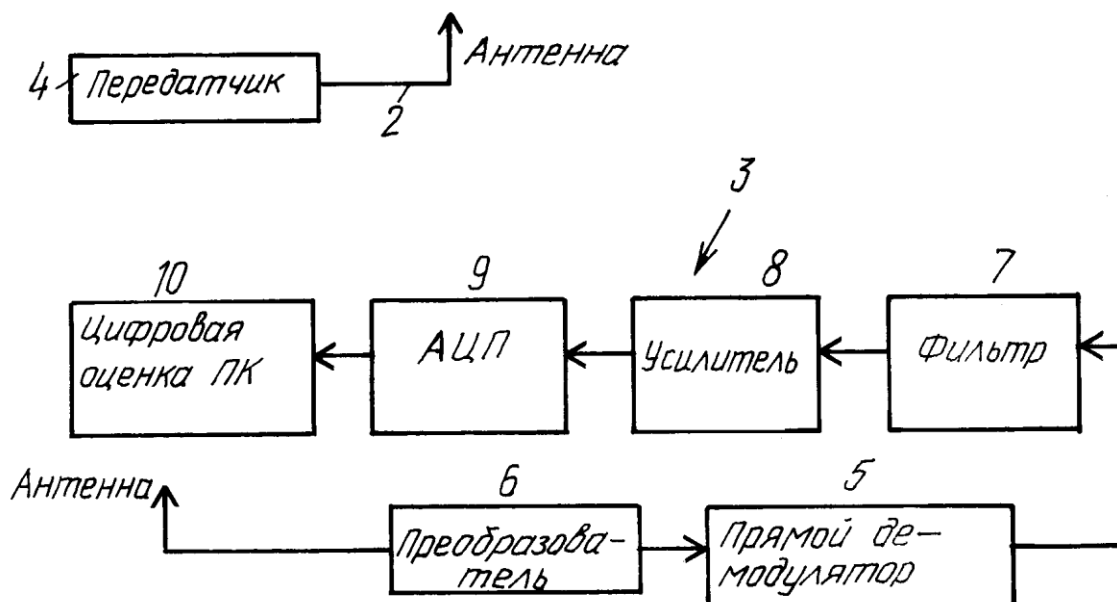 Антенна
4 Передатчик
2
3
10
9
8
7
Цифровая
оценка ПК
АЦП
Усилитель
Фильтр
Антенна
6
5
Преобразова-
тель
Прямой де-
модулятор